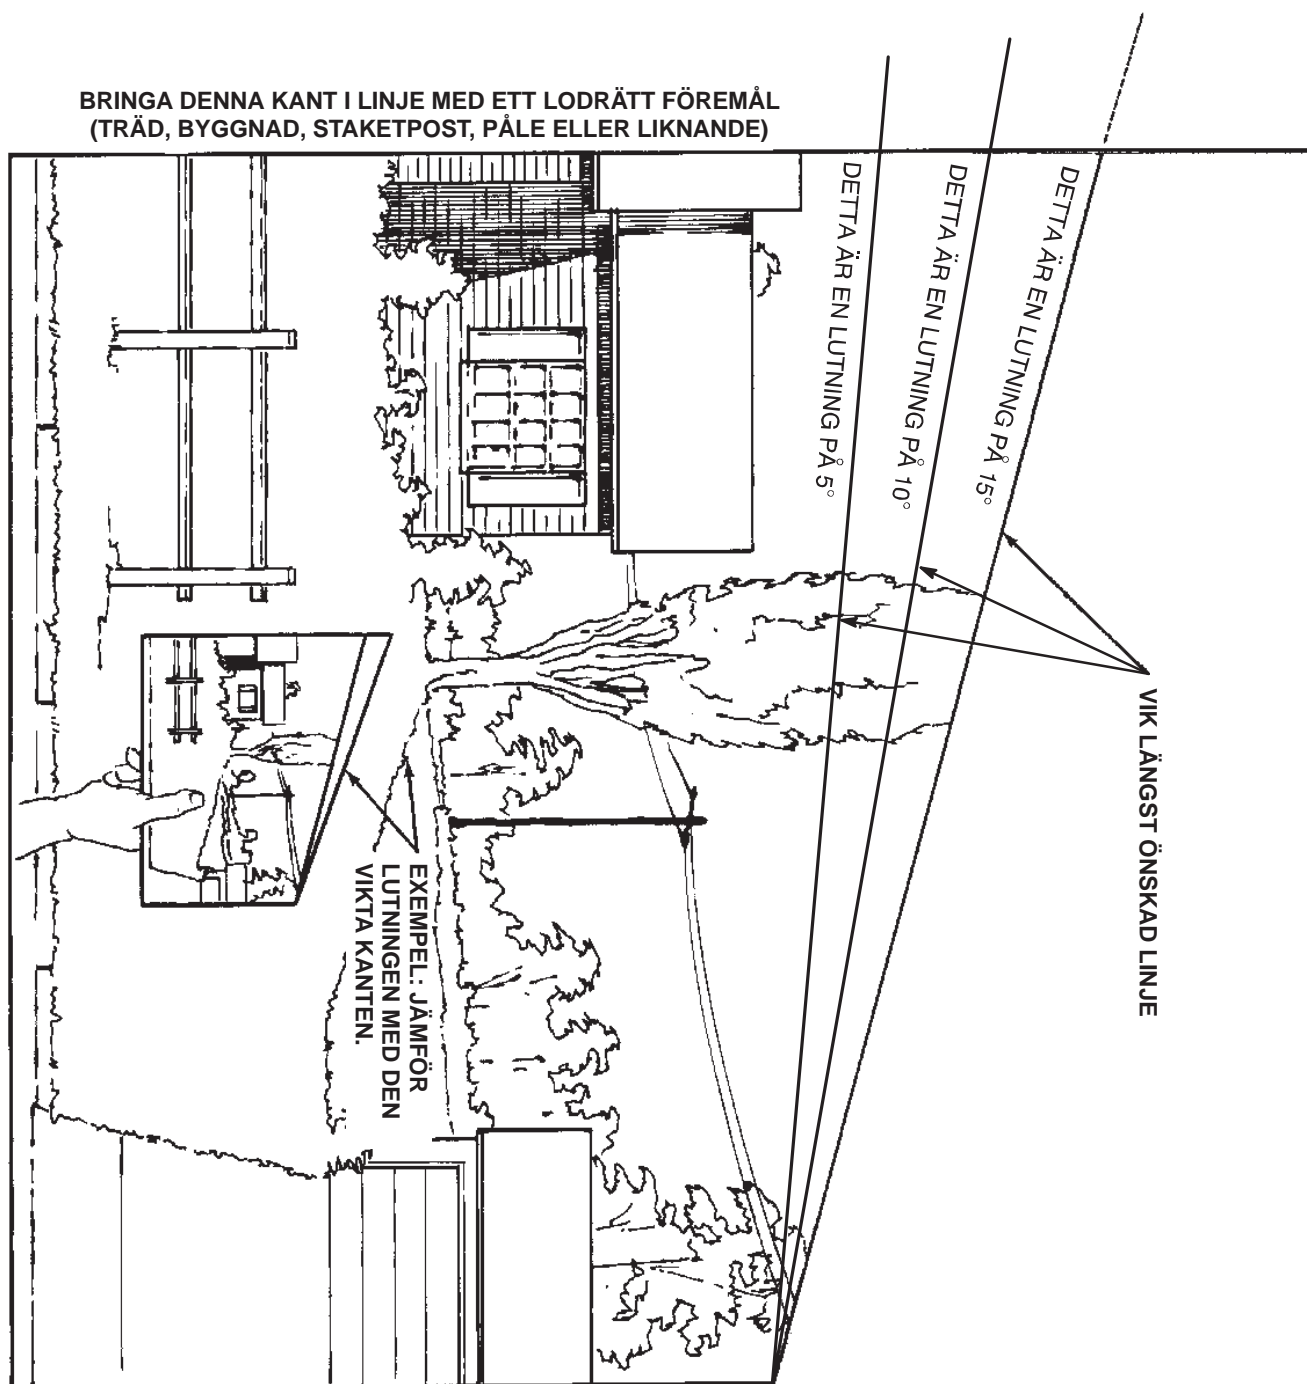 BRINGA DENNA KANT I LINJE MED ETT LODRÄTT FÖREMÅL
(TRÄD, BYGGNAD, STAKETPOST, PÅLE ELLER LIKNANDE)
DETTA ÄR EN LUTNING PÅ 5°
DETTA ÄR EN LUTNING PÅ 10°
DETTA ÄR EN LUTNING PÅ 15°
VIK LÄNGST ÖNSKAD LINJE
EXEMPEL: JÄMFÖR
LUTNINGEN MED DEN
VIKTA KANTEN.